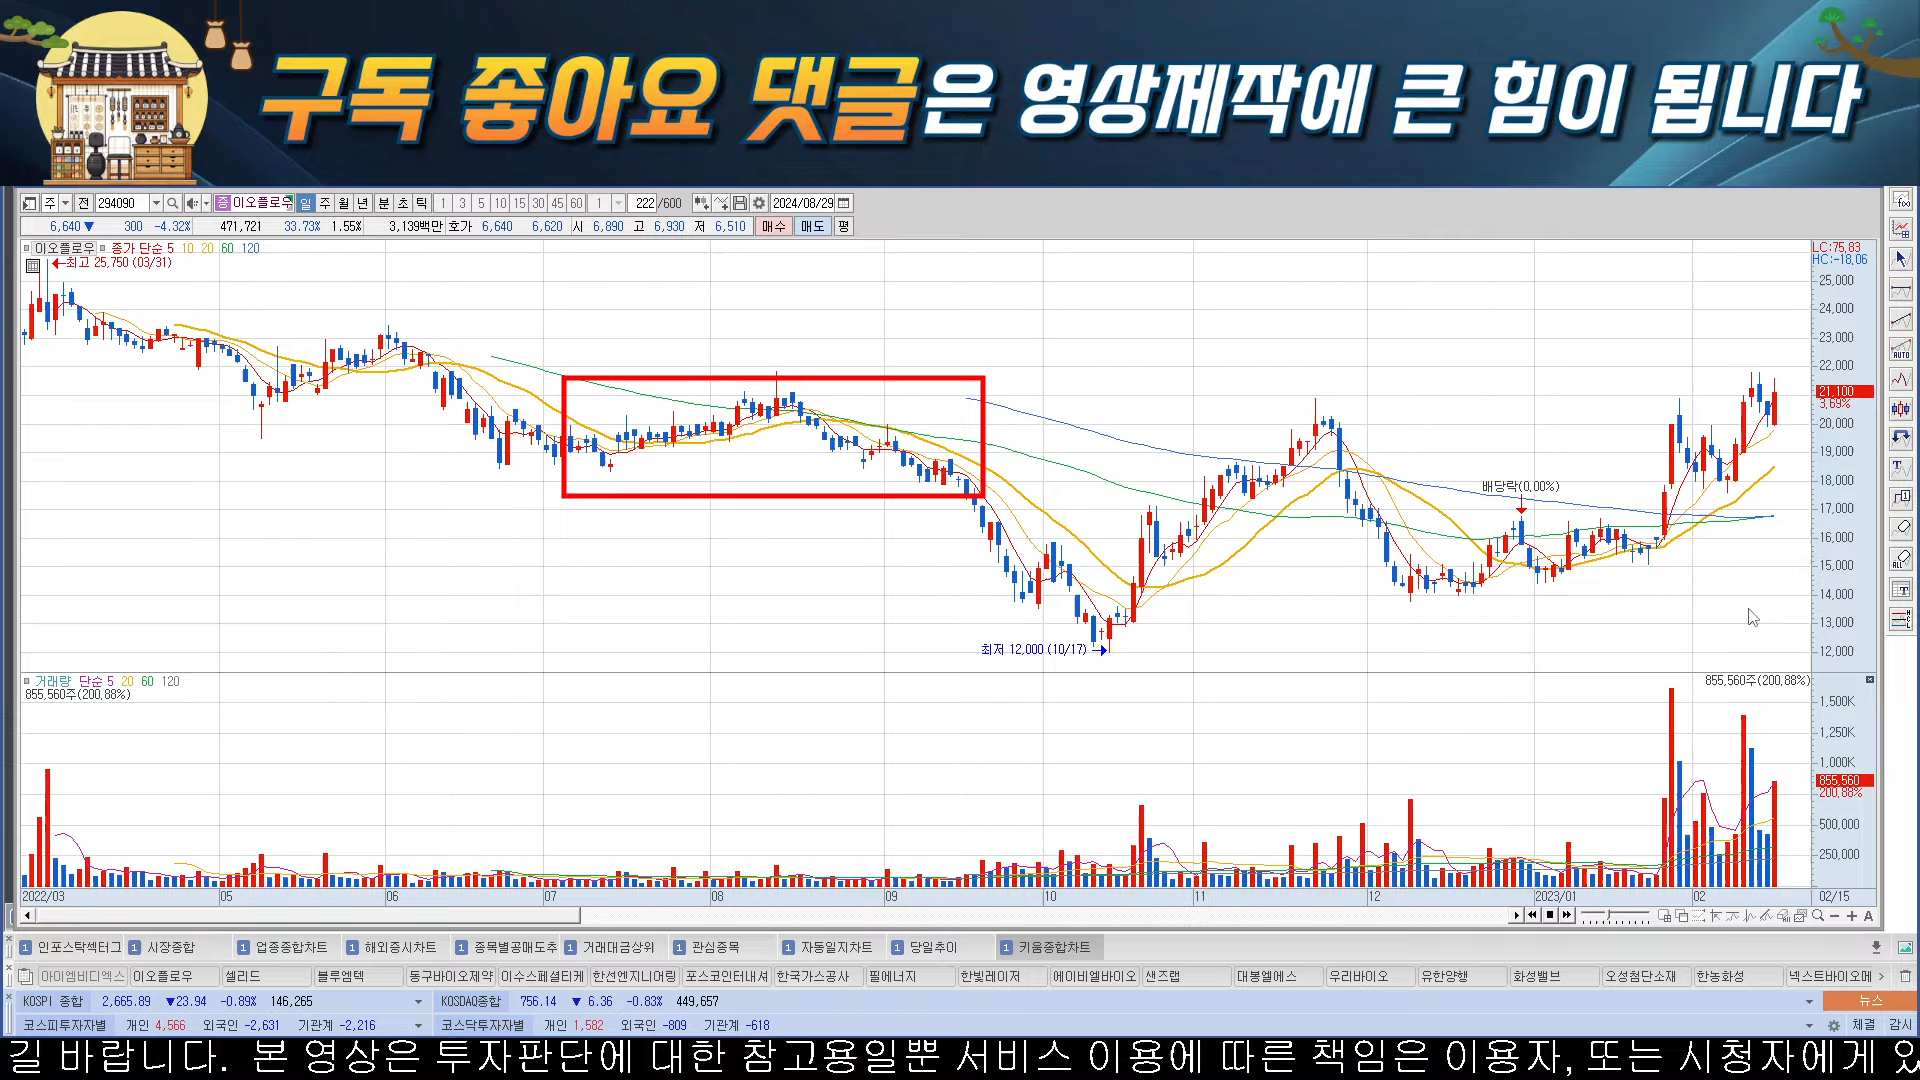 구독 좋아요 댓글은 영상제작에 큰 힘이 됩니다
주 전 294090 증 이오플로우 일 주 월 년 분 초 틱 1 3 5 10 15 30 45 60 1 222 /600 2024/08/29
6,640 ▼ 300 -4.32% 471,721 33.73% 1.55% 3,139백만 호가 6,640 6,620 시 6,890 고 6,930 저 6,510 매수 매도 평
이오플로우 종가 단순 5 10 20 60 120
LC:75.83
HC:-18.06
최고 25,750 (03/31)
25,000
24,000
23,000
22,000
21,100
3.69%
20,000
19,000
18,000
배당락(0.00%)
17,000
16,000
15,000
14,000
13,000
최저 12,000 (10/17)
12,000
거래량 단순 5 20 60 120
855,560주(200.88%)
855,560주(200.88%)
1,500K
1,250K
1,000K
855,560
200.88%
500,000
250,000
2022/03 05 06 07 08 09 10 11 12 2023/01 02 02/15
A
1 인포스탁섹터그 1 시장종합 1 업종종합차트 1 해외증시차트 1 종목별공매도추 1 거래대금상위 1 관심종목 1 자동일지차트 1 당일추이 1 키움종합차트
아이엠비디엑스 이오플로우 셀리드 블루엠텍 동구바이오제약 이수스페셜티케 한선엔지니어링 포스코인터내셔 한국가스공사 필에너지 한빛레이저 에이비엘바이오 샌즈랩 대봉엘에스 우리바이오 유한양행 화성밸브 오성첨단소재 한농화성 넥스트바이오메
KOSPI 종합 2,665.89 ▼23.94 -0.89% 146,265 KOSDAQ종합 756.14 ▼ 6.36 -0.83% 449,657 뉴스
코스피투자자별 개인 4,566 외국인 -2,631 기관계 -2,216 코스닥투자자별 개인 1,582 외국인 -809 기관계 -618 체결 감시
길 바랍니다. 본 영상은 투자판단에 대한 참고용일뿐 서비스 이용에 따른 책임은 이용자, 또는 시청자에게 있